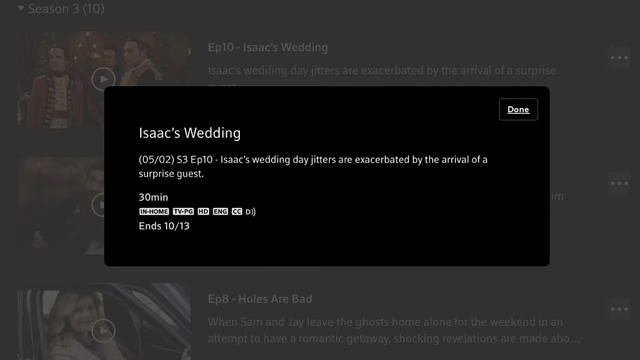 Season 3 (10)
Ep10 - Isaac's Wedding
Isaac's wedding day jitters are exacerbated by the arrival of a surprise
Done
Isaac's Wedding
(05/02) S3 Ep10 - Isaac's wedding day jitters are exacerbated by the arrival of a
surprise guest.
30min
IN-HOME TV-PG HD ENG CC D))
Ends 10/13
Ep8 - Holes Are Bad
When Sam and Jay leave the ghosts home alone for the weekend in an
attempt to have a romantic getaway, shocking revelations are made abo...